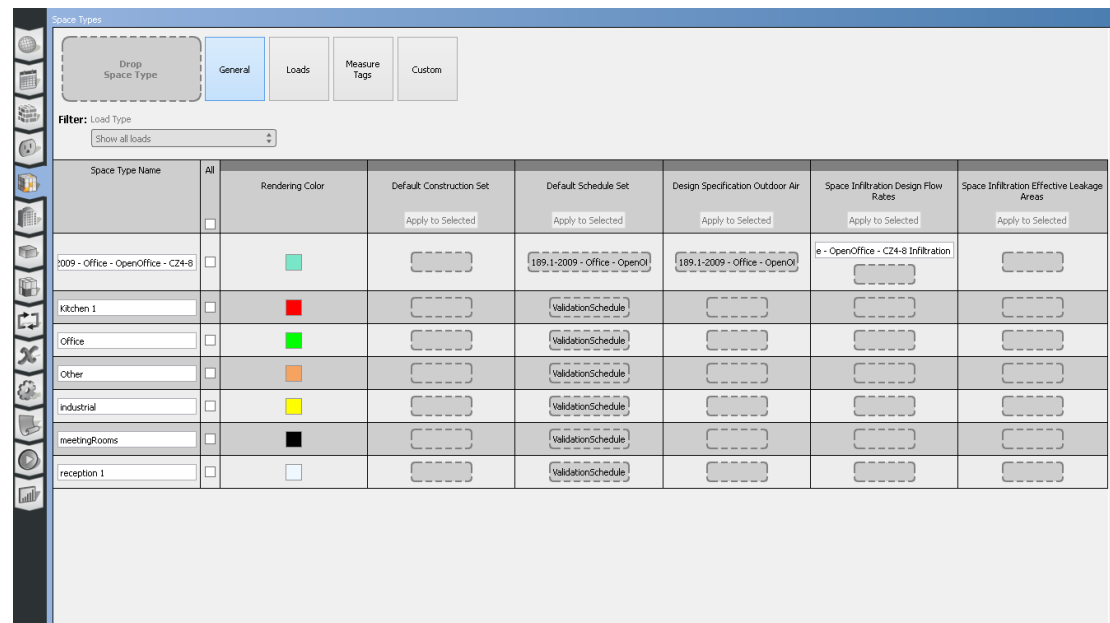 Space Types
Drop
Space Type
General
Loads
Measure
Tags
Custom
Filter: Load Type
Show all loads
Space Type Name
All
Rendering Color
Default Construction Set
Default Schedule Set
Design Specification Outdoor Air
Space Infiltration Design Flow
Rates
Space Infiltration Effective Leakage
Areas
Apply to Selected
Apply to Selected
Apply to Selected
Apply to Selected
Apply to Selected
2009 - Office - OpenOffice - CZ4-8
189.1-2009 - Office - OpenOf
189.1-2009 - Office - OpenOf
e - OpenOffice - CZ4-8 Infiltration
Kitchen 1
ValidationSchedule
Office
ValidationSchedule
Other
ValidationSchedule
industrial
ValidationSchedule
meetingRooms
ValidationSchedule
reception 1
ValidationSchedule